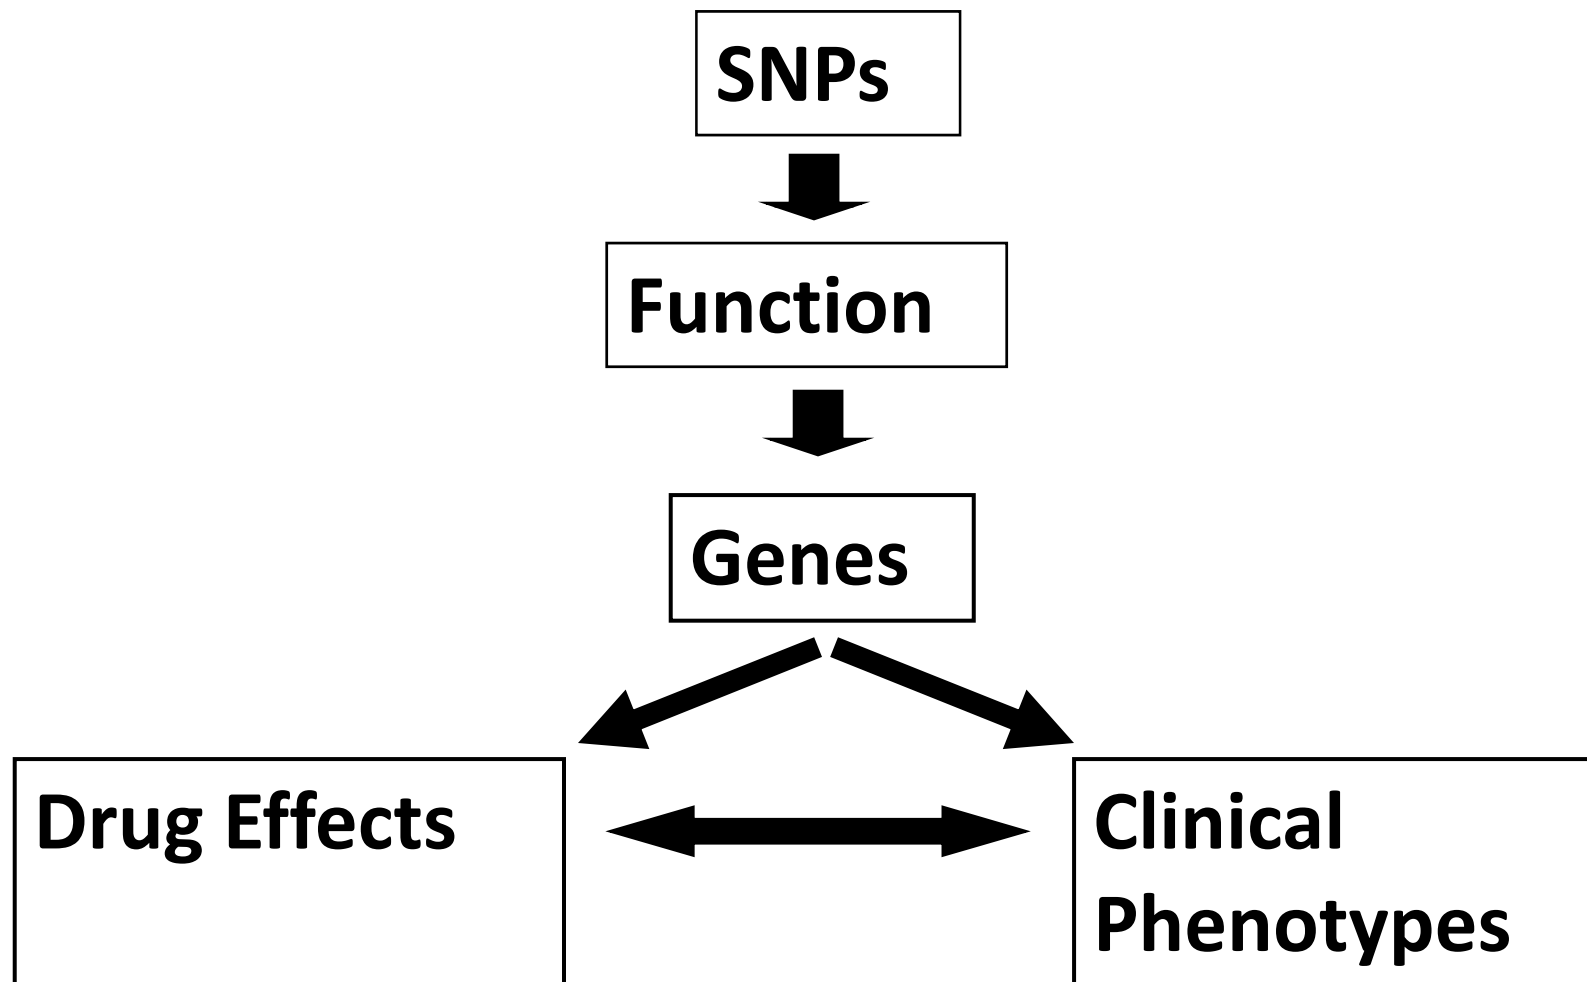 SNPs
Function
Genes
Drug Effects
Clinical
Phenotypes